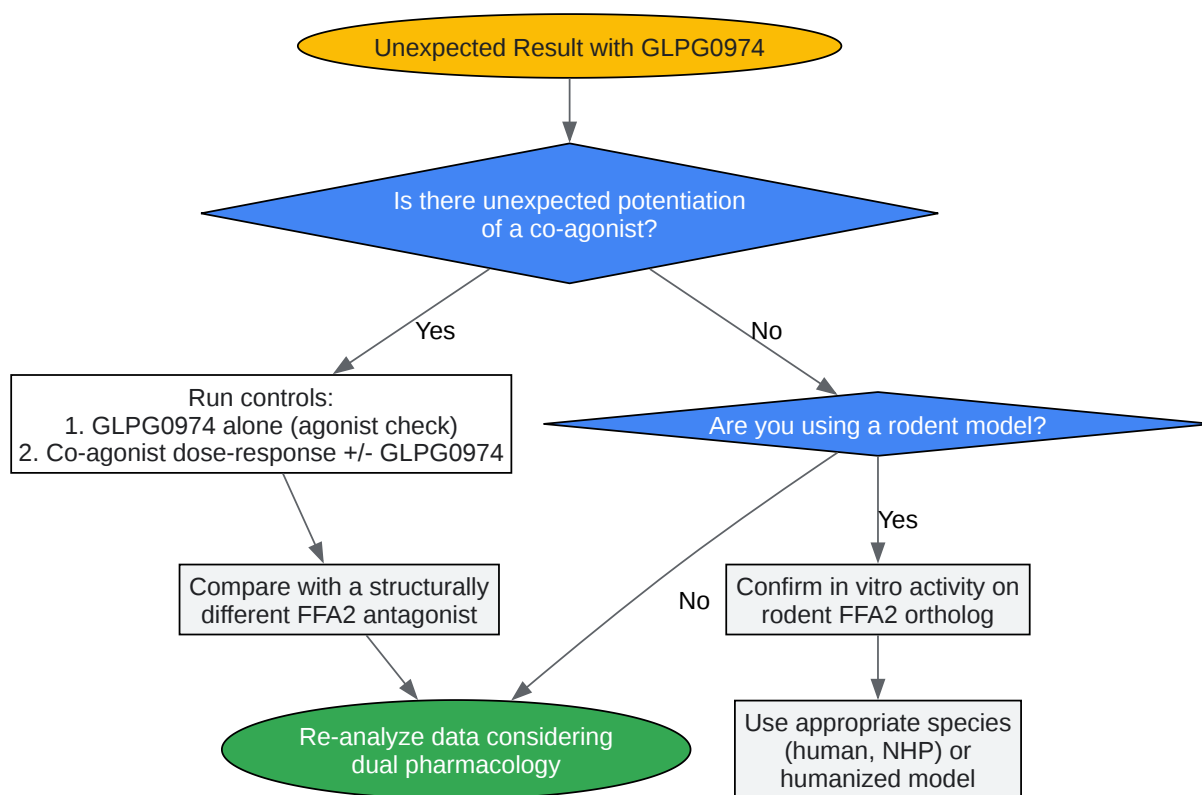 Unexpected Result with GLPG0974
Is there unexpected potentiation
of a co-agonist?
Yes
No
Run controls:
1. GLPG0974 alone (agonist check)
2. Co-agonist dose-response +/- GLPG0974
Are you using a rodent model?
Yes
No
Compare with a structurally
different FFA2 antagonist
Confirm in vitro activity on
rodent FFA2 ortholog
Re-analyze data considering
dual pharmacology
Use appropriate species
(human, NHP) or
humanized model